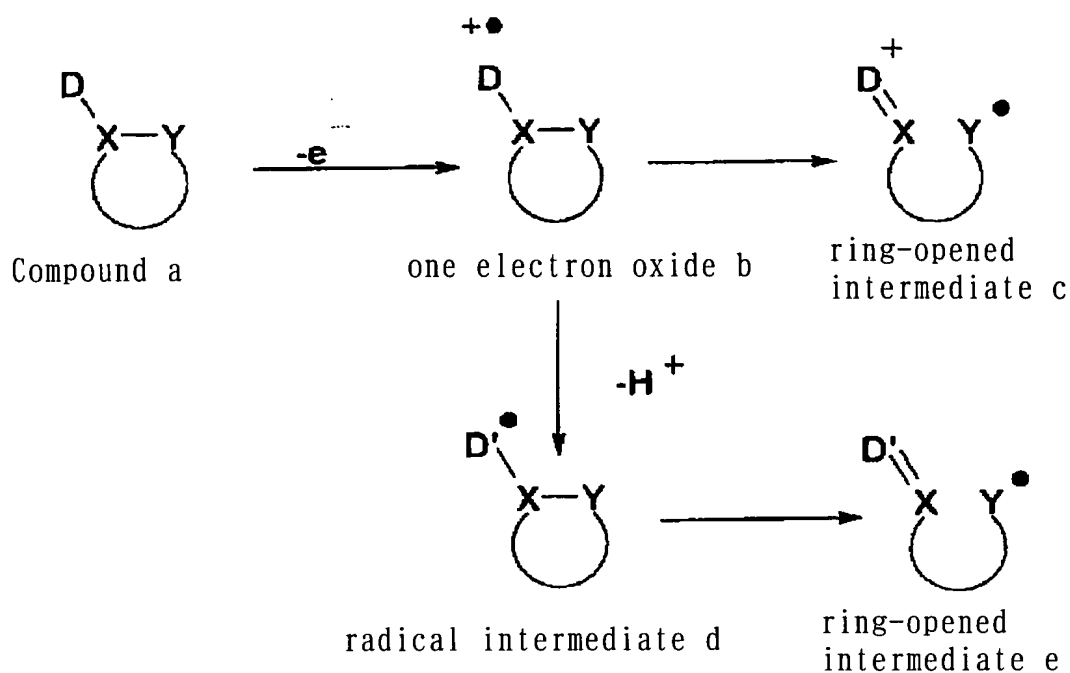 +●
D
X — Y
-e
D
X — Y
+
D
X Y ●
Compound a
one electron oxide b
ring-opened
intermediate c
-H +
D' ●
X — Y
D'
X Y ●
radical intermediate d
ring-opened
intermediate e